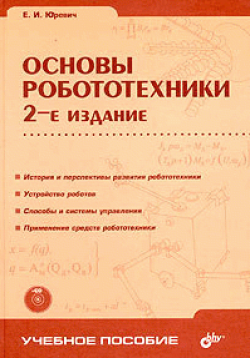 Е. И. Юревич
ОСНОВЫ
РОБОТОТЕХНИКИ
2-е издание
История и перспективы развития робототехники
Устройство роботов
Способы и системы управления
Применение средств робототехники
x = f(q).
УЧЕБНОЕ ПОСОБИЕ
bhv